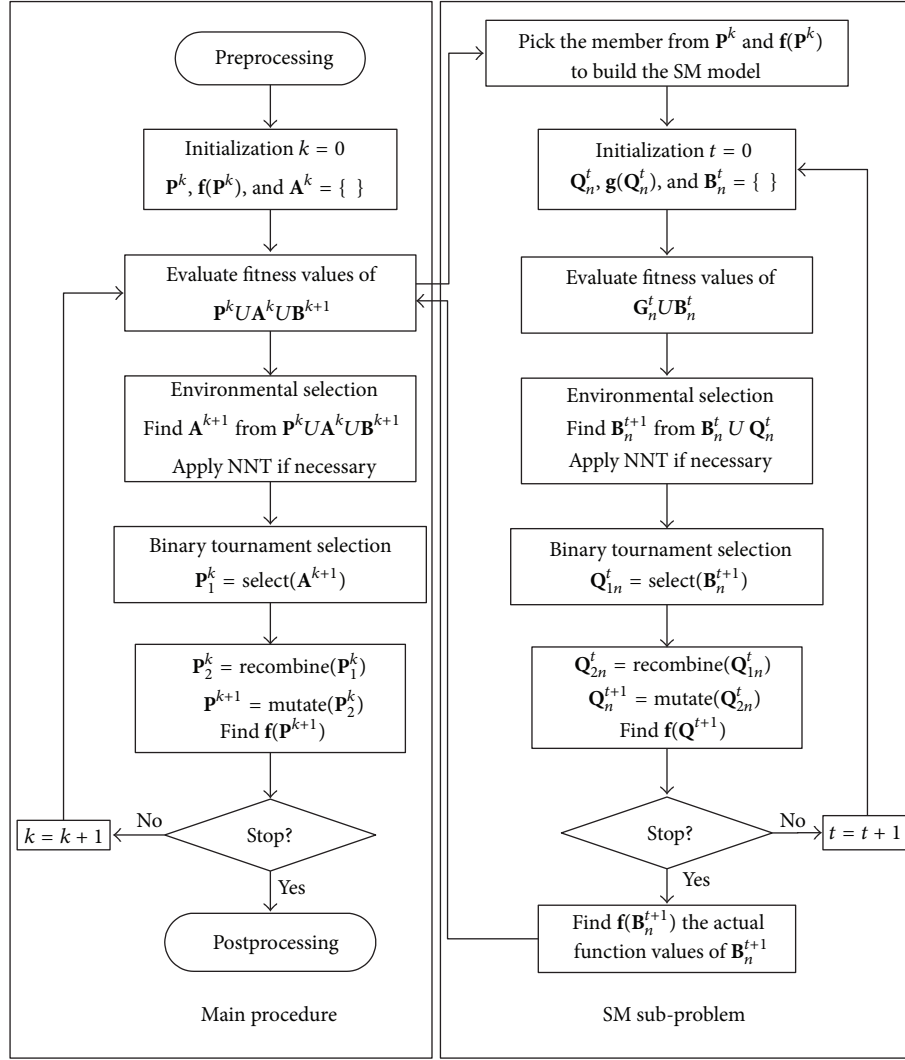 Preprocessing
Initialization k = 0
P^k, f(P^k), and A^k = { }
Evaluate fitness values of
P^k U A^k U B^{k+1}
Environmental selection
Find A^{k+1} from P^k U A^k U B^{k+1}
Apply NNT if necessary
Binary tournament selection
P_1^k = select(A^{k+1})
P_2^k = recombine(P_1^k)
P^{k+1} = mutate(P_2^k)
Find f(P^{k+1})
Stop?
No
k = k + 1
Yes
Postprocessing
Main procedure
Pick the member from P^k and f(P^k)
to build the SM model
Initialization t = 0
Q_n^t, g(Q_n^t), and B_n^t = { }
Evaluate fitness values of
G_n^t U B_n^t
Environmental selection
Find B_n^{t+1} from B_n^t U Q_n^t
Apply NNT if necessary
Binary tournament selection
Q_{1n}^t = select(B_n^{t+1})
Q_{2n}^t = recombine(Q_{1n}^t)
Q_n^{t+1} = mutate(Q_{2n}^t)
Find f(Q^{t+1})
Stop?
No
t = t + 1
Yes
Find f(B_n^{t+1}) the actual
function values of B_n^{t+1}
SM sub-problem